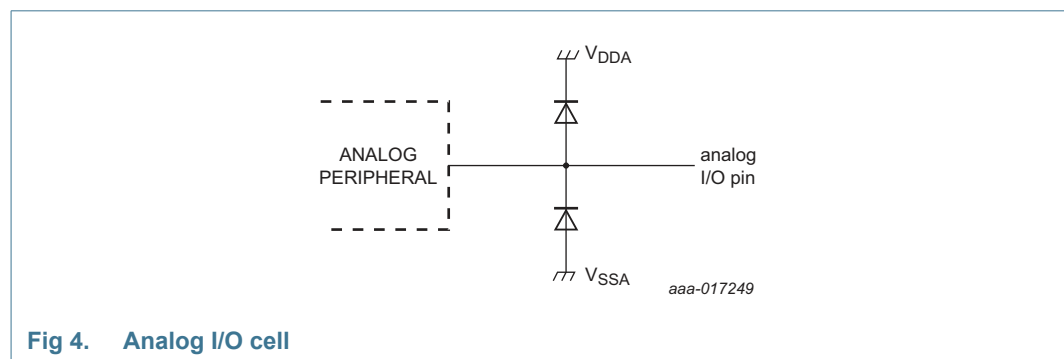 VDDA
ANALOG
PERIPHERAL
analog
I/O pin
VSSA
aaa-017249
Fig 4. Analog I/O cell